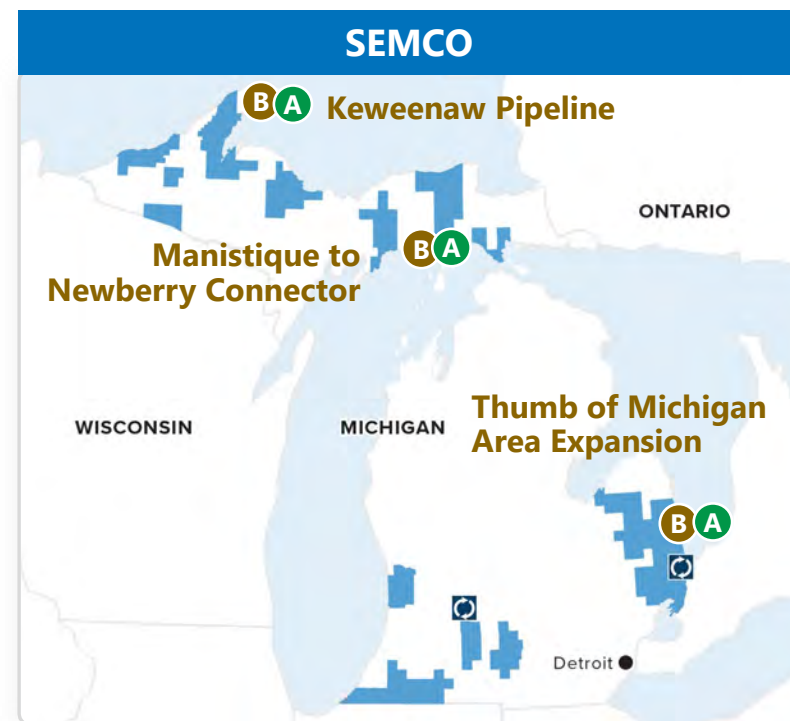 SEMCO
B A Keweenaw Pipeline
ONTARIO
Manistique to
Newberry Connector
B A
Thumb of Michigan
Area Expansion
WISCONSIN
MICHIGAN
B A
Detroit